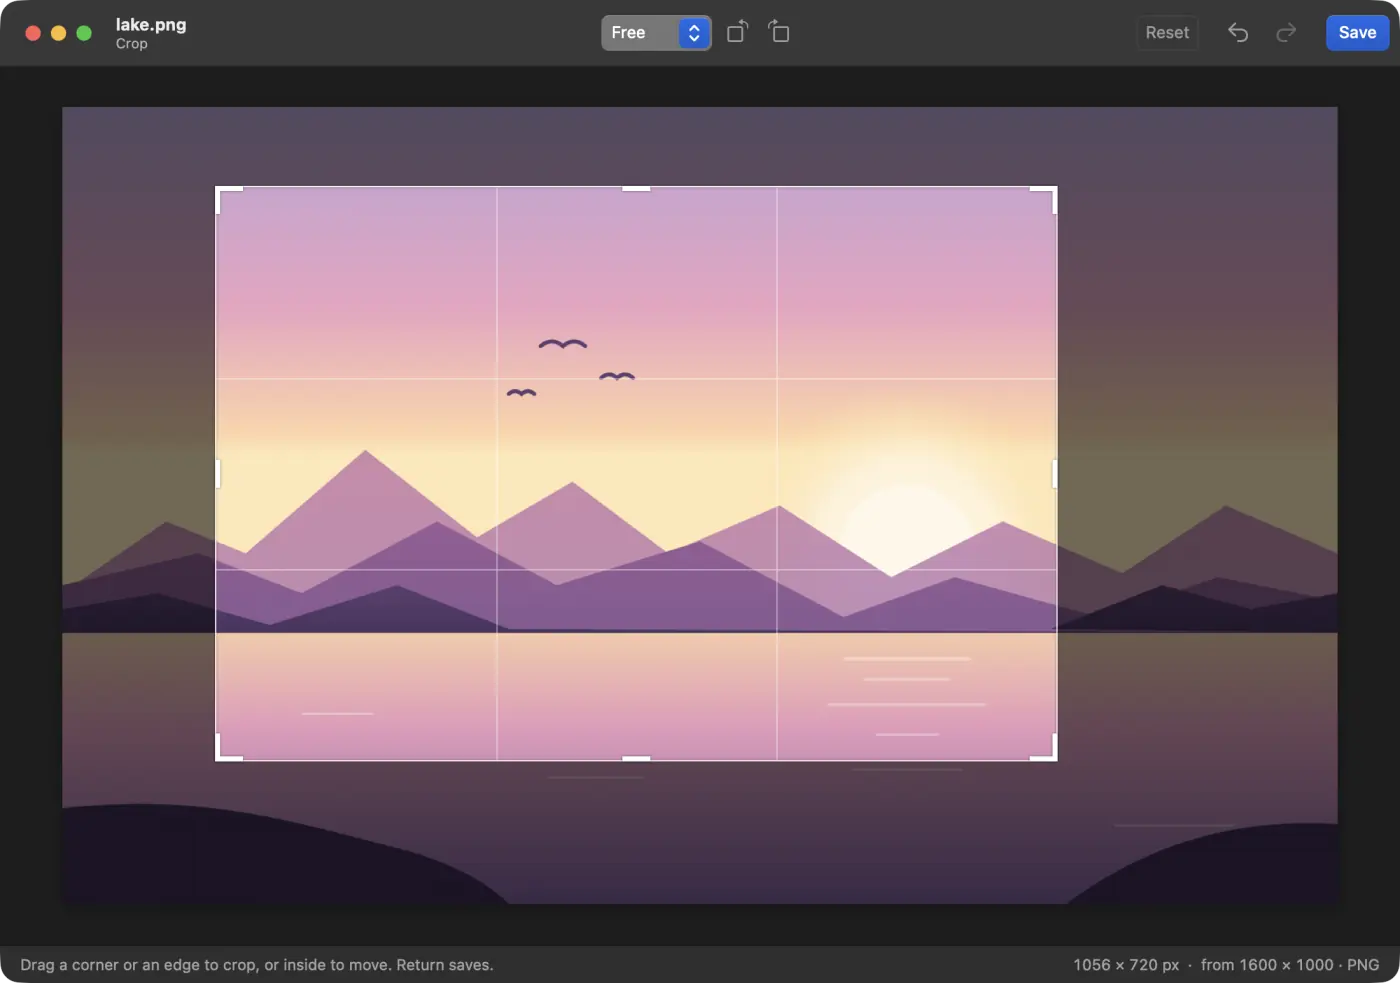 lake.png
Crop
Free
Reset
Save
Drag a corner or an edge to crop, or inside to move. Return saves.
1056 × 720 px · from 1600 × 1000 · PNG